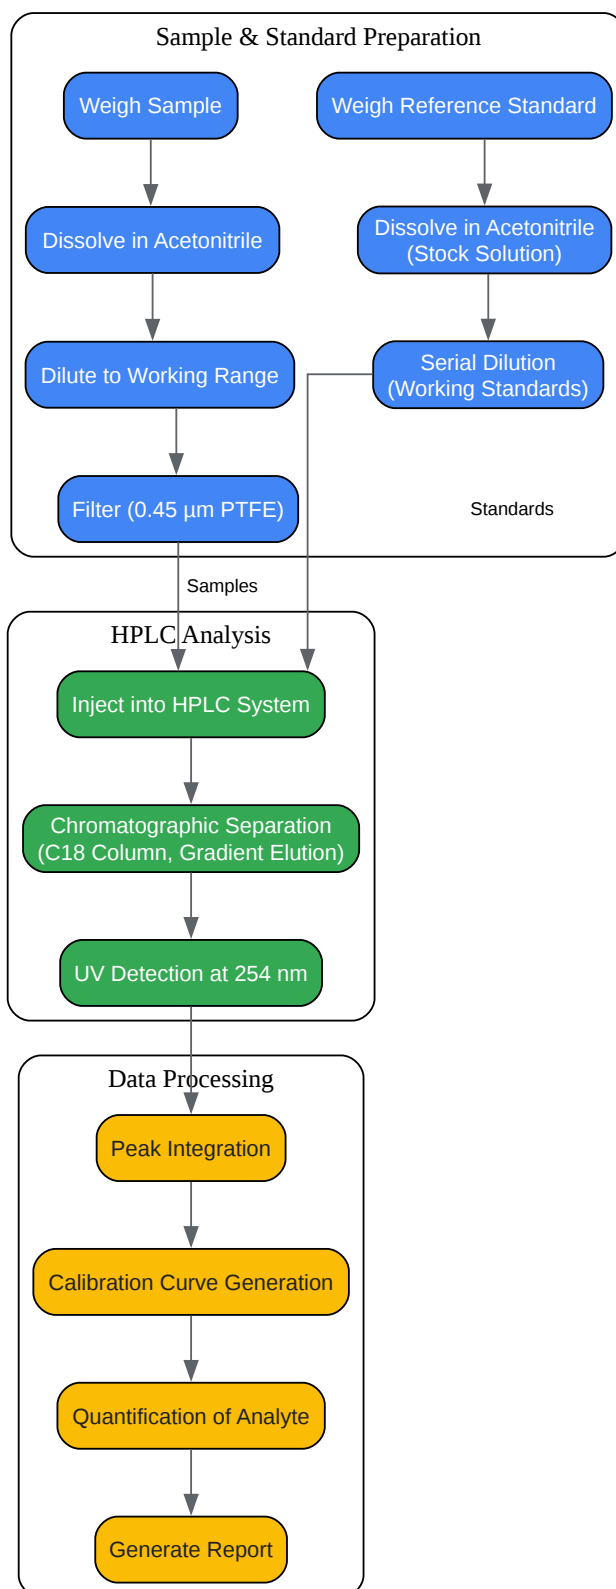 Sample & Standard Preparation
Weigh Sample
Weigh Reference Standard
Dissolve in Acetonitrile
Dissolve in Acetonitrile
(Stock Solution)
Dilute to Working Range
Serial Dilution
(Working Standards)
Filter (0.45 µm PTFE)
Standards
Samples
HPLC Analysis
Inject into HPLC System
Chromatographic Separation
(C18 Column, Gradient Elution)
UV Detection at 254 nm
Data Processing
Peak Integration
Calibration Curve Generation
Quantification of Analyte
Generate Report